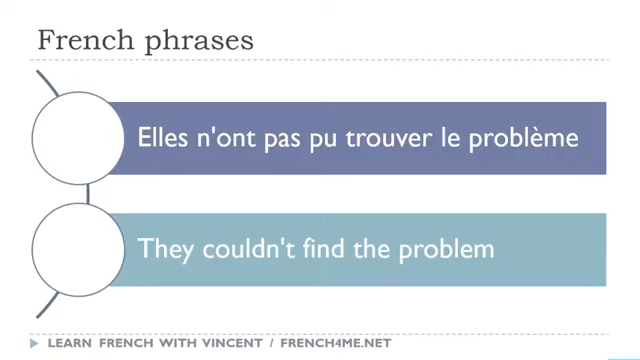 French phrases
Elles n'ont pas pu trouver le problème
They couldn't find the problem
LEARN FRENCH WITH VINCENT / FRENCH4ME.NET